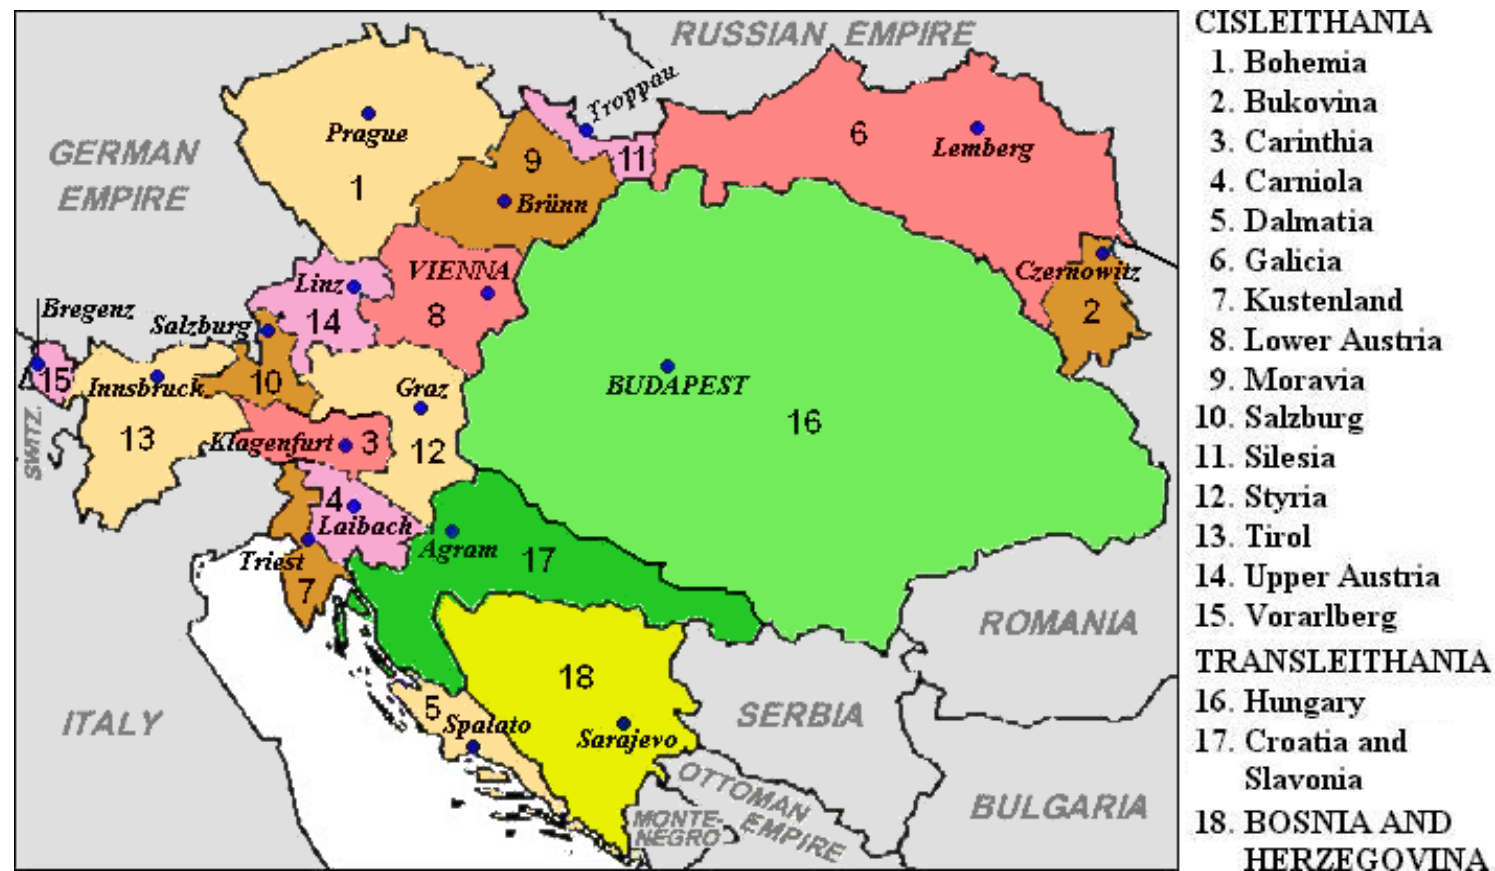 RUSSIAN EMPIRE
Troppau
GERMAN
EMPIRE
Prague
1
9
11
6
Lemberg
Brünn
Linz
VIENNA
Czernowitz
Bregenz
Salzburg
14
8
2
15
Innsbruck
10
Graz
BUDAPEST
16
SWITZ.
13
Klagenfurt
3
12
4
Laibach
Agram
17
Triest
7
ROMANIA
18
5
Spalato
Sarajevo
ITALY
SERBIA
OTTOMAN
EMPIRE
MONTE-
NEGRO
BULGARIA
CISLEITHANIA
1. Bohemia
2. Bukovina
3. Carinthia
4. Carniola
5. Dalmatia
6. Galicia
7. Kustenland
8. Lower Austria
9. Moravia
10. Salzburg
11. Silesia
12. Styria
13. Tirol
14. Upper Austria
15. Vorarlberg
TRANSLEITHANIA
16. Hungary
17. Croatia and
Slavonia
18. BOSNIA AND
HERZEGOVINA